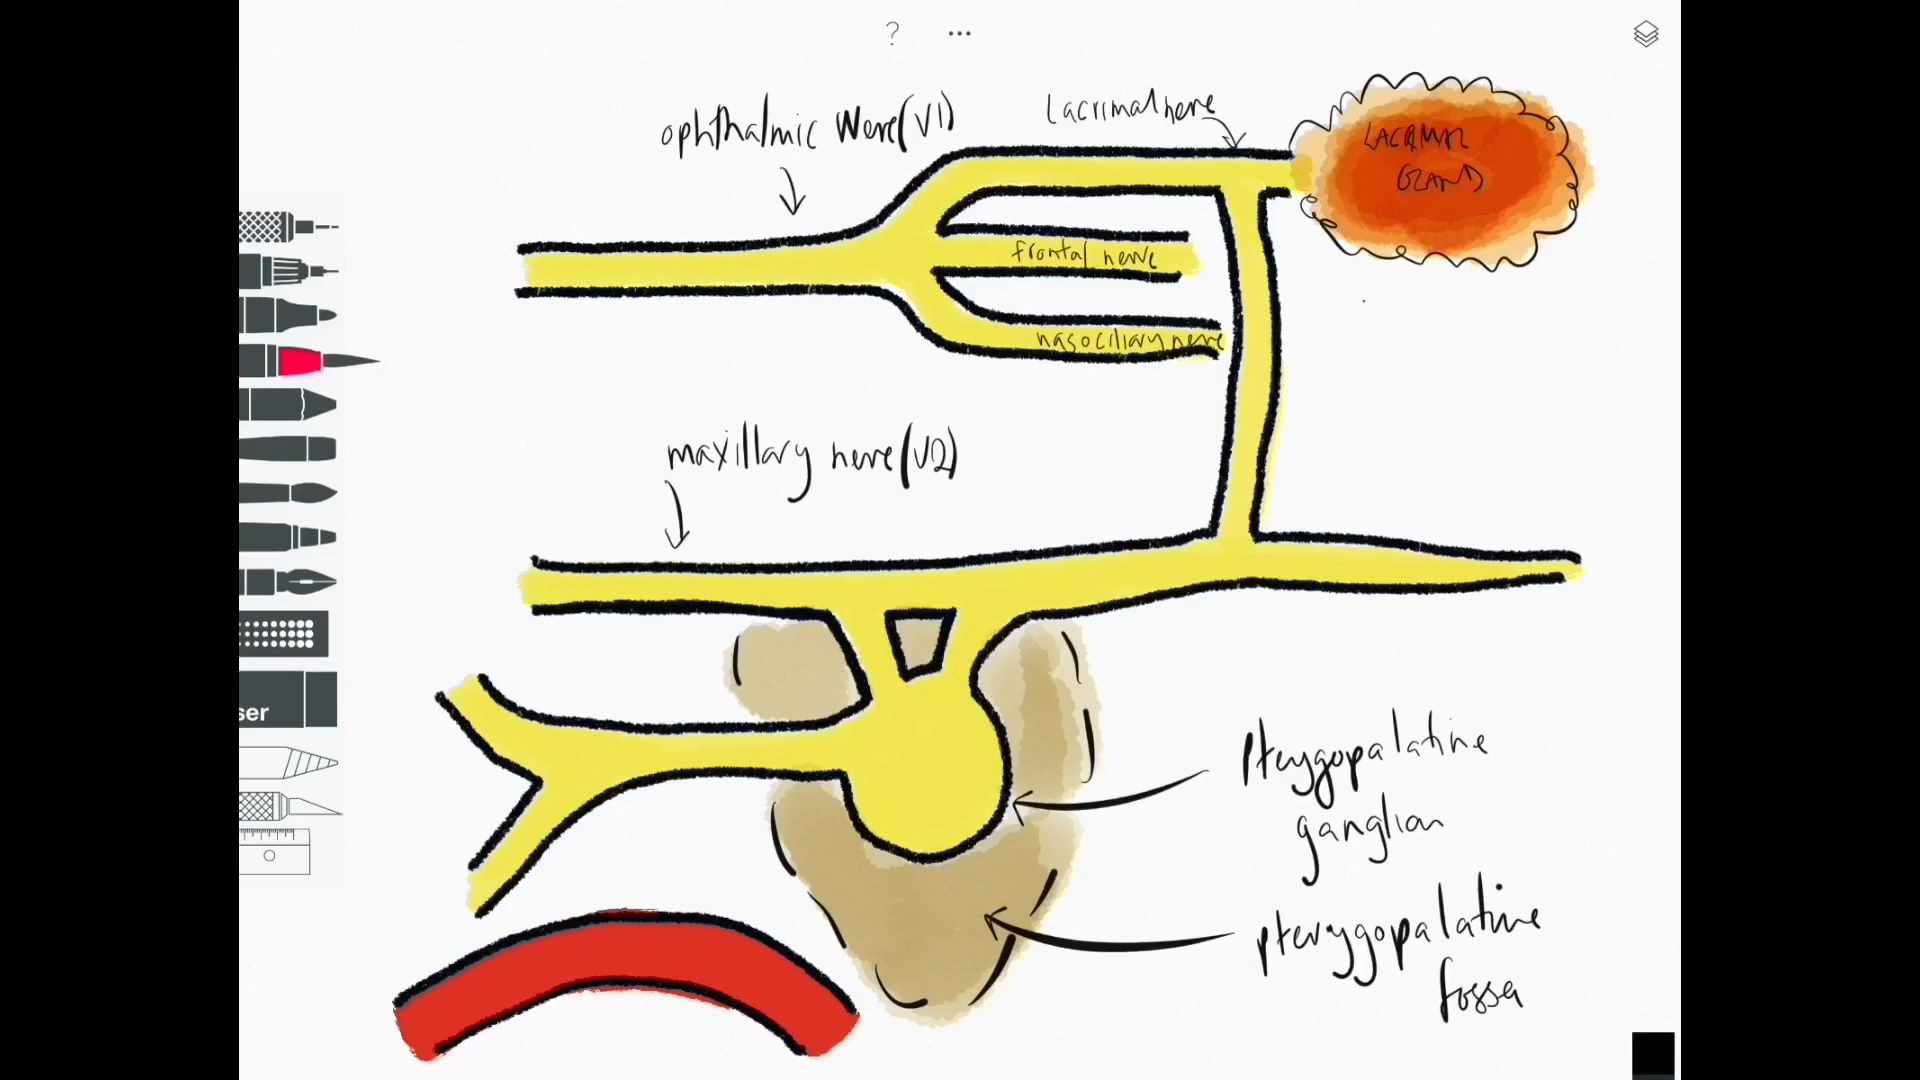 ?
ophthalmic Nerve (V1)
Lacrimal nerve
LACRIMAL
GLAND
frontal nerve
nasociliary nerve
maxillary nerve (V2)
ser
Pterygopalatine
ganglion
pterygopalatine
fossa